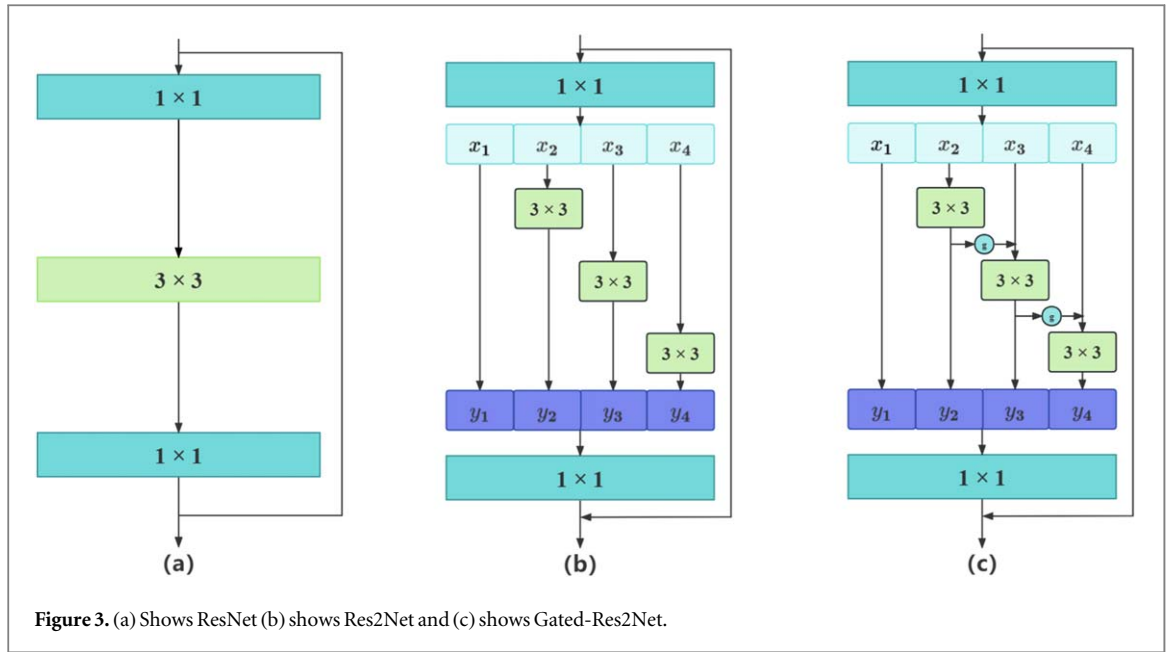 1 × 1
3 × 3
1 × 1
(a)
1 × 1
x₁ x₂ x₃ x₄
3 × 3
3 × 3
3 × 3
y₁ y₂ y₃ y₄
1 × 1
(b)
1 × 1
x₁ x₂ x₃ x₄
3 × 3
g
3 × 3
g
3 × 3
y₁ y₂ y₃ y₄
1 × 1
(c)
Figure 3. (a) Shows ResNet (b) shows Res2Net and (c) shows Gated-Res2Net.